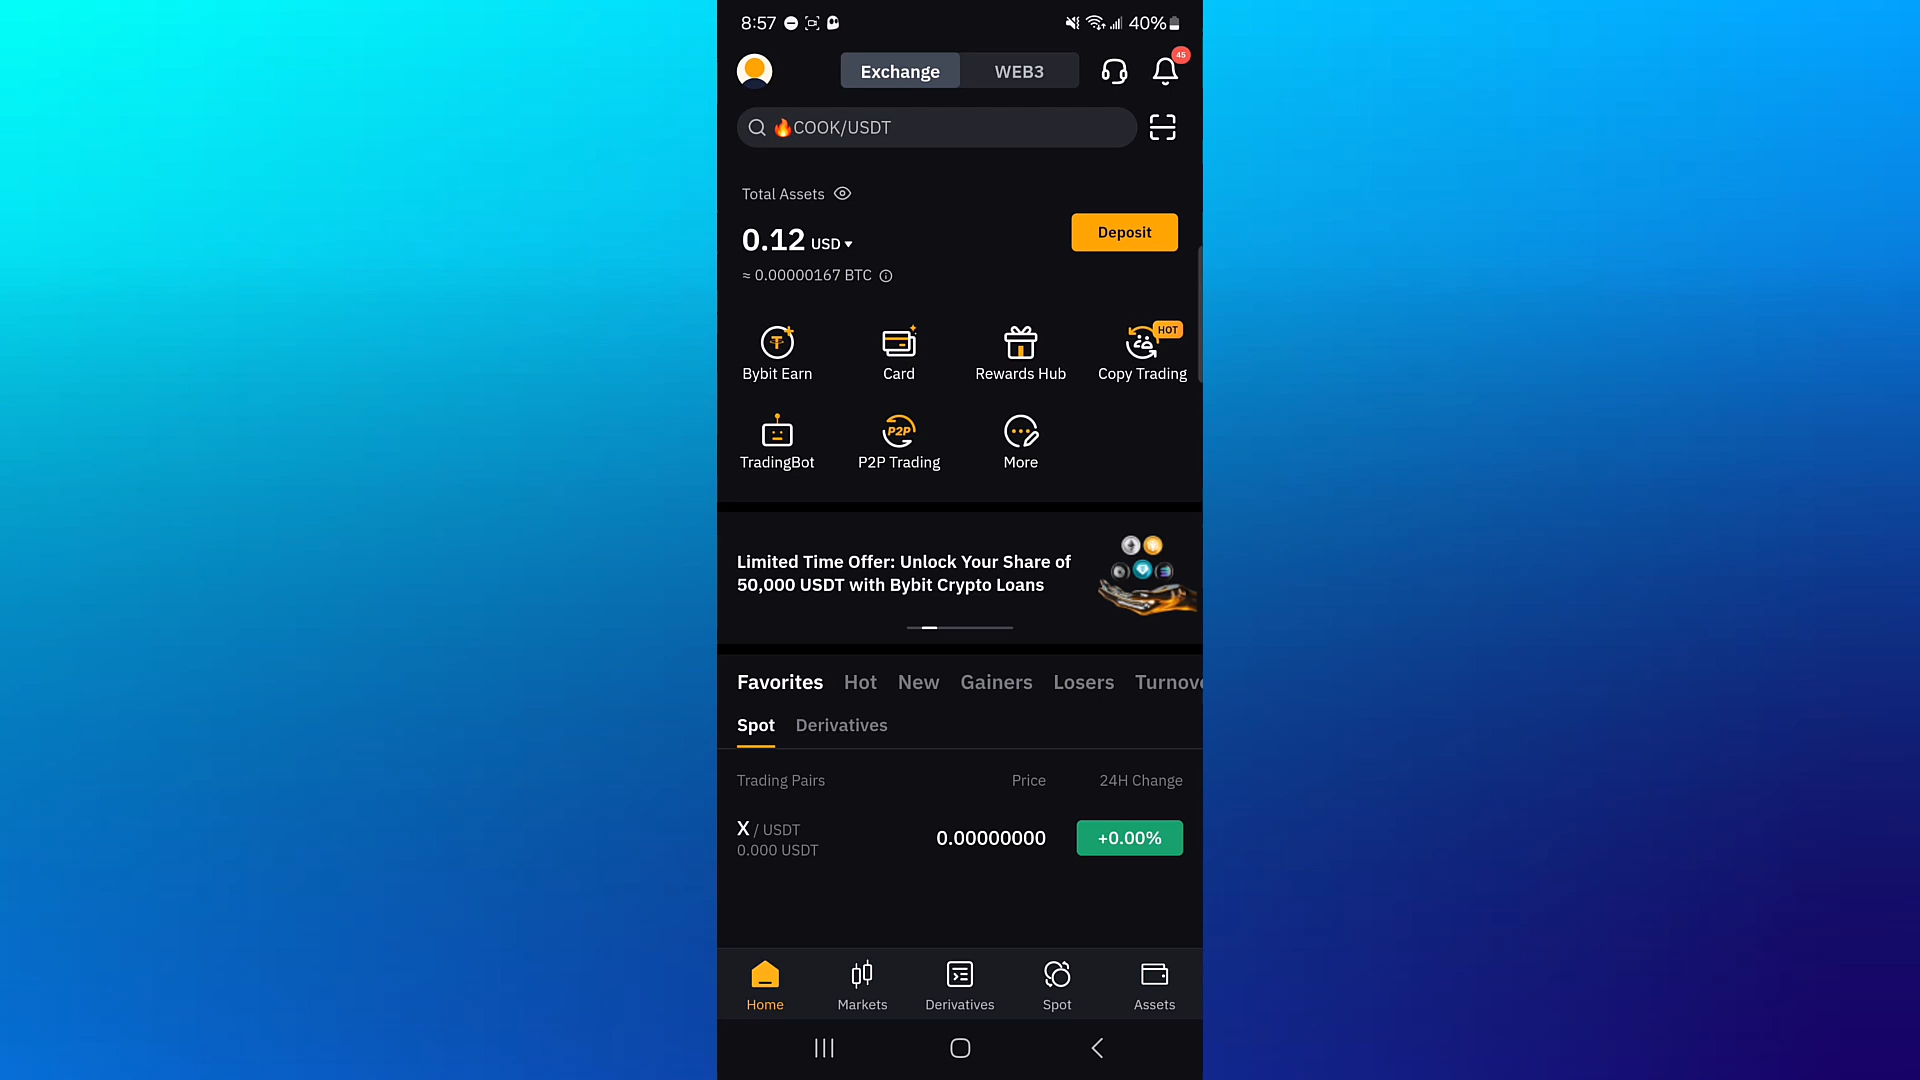 8:57
40%
Exchange
WEB3
45
COOK/USDT
Total Assets
0.12 USD
Deposit
≈ 0.00000167 BTC
HOT
Bybit Earn
Card
Rewards Hub
Copy Trading
P2P
TradingBot
P2P Trading
More
Limited Time Offer: Unlock Your Share of
50,000 USDT with Bybit Crypto Loans
Favorites
Hot
New
Gainers
Losers
Turnov
Spot
Derivatives
Trading Pairs
Price
24H Change
X / USDT
0.00000000
+0.00%
0.000 USDT
Home
Markets
Derivatives
Spot
Assets